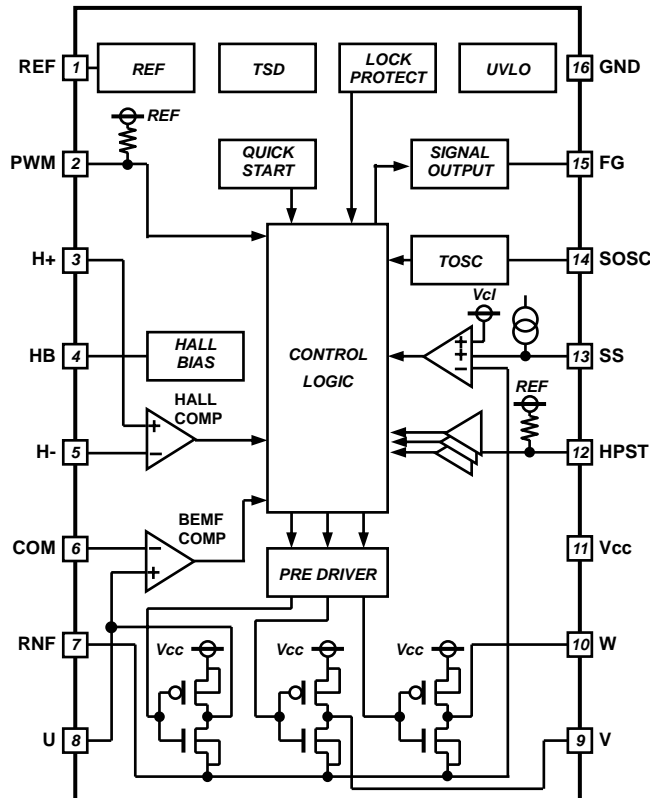 REF
1
REF
TSD
LOCK
PROTECT
UVLO
16
GND
REF
PWM
2
QUICK
START
SIGNAL
OUTPUT
15
FG
H+
3
TOSC
14
SOSC
Vcl
HB
4
HALL
BIAS
CONTROL
LOGIC
+
+
−
13
SS
HALL
COMP
REF
H-
5
+
−
12
HPST
BEMF
COMP
COM
6
−
+
11
Vcc
PRE DRIVER
RNF
7
Vcc
Vcc
Vcc
10
W
U
8
9
V